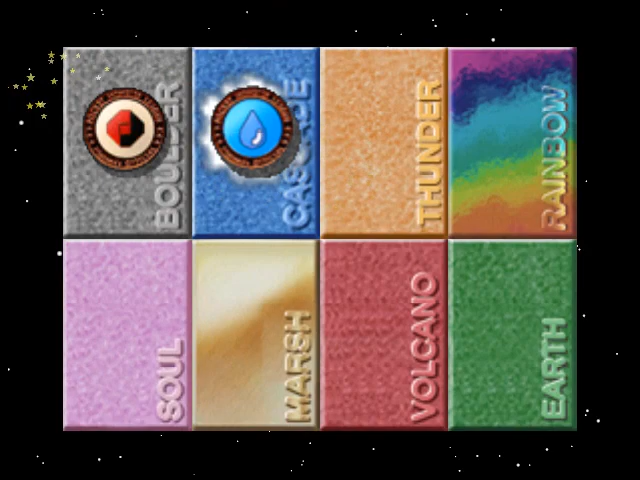 BOULDER
CASCADE
THUNDER
RAINBOW
SOUL
MARSH
VOLCANO
EARTH